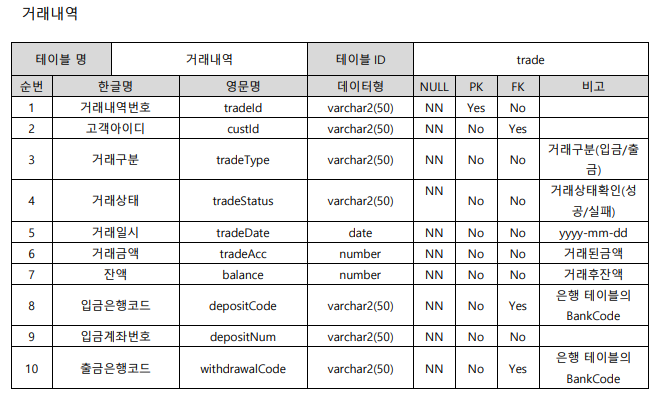 거래내역
테이블 명 거래내역 테이블 ID trade
순번 한글명 영문명 데이터형 NULL PK FK 비고
1 거래내역번호 tradeId varchar2(50) NN Yes No
2 고객아이디 custId varchar2(50) NN No Yes
3 거래구분 tradeType varchar2(50) NN No No 거래구분(입금/출
금)
4 거래상태 tradeStatus varchar2(50) NN No No 거래상태확인(성
공/실패)
5 거래일시 tradeDate date NN No No yyyy-mm-dd
6 거래금액 tradeAcc number NN No No 거래된금액
7 잔액 balance number NN No No 거래후잔액
8 입금은행코드 depositCode varchar2(50) NN No Yes 은행 테이블의
BankCode
9 입금계좌번호 depositNum varchar2(50) NN No No
10 출금은행코드 withdrawalCode varchar2(50) NN No Yes 은행 테이블의
BankCode